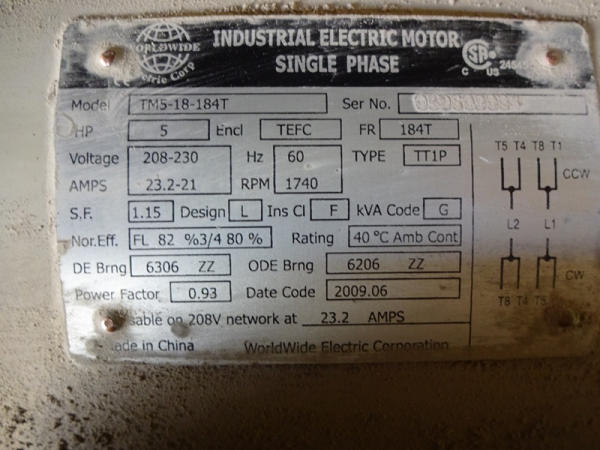 WORLDWIDE
Electric Corp
INDUSTRIAL ELECTRIC MOTOR
SINGLE PHASE
C US
Model TM5-18-184T Ser No.
HP 5 Encl TEFC FR 184T
Voltage 208-230 Hz 60 TYPE TT1P
AMPS 23.2-21 RPM 1740
S.F. 1.15 Design L Ins Cl F kVA Code G
Nor.Eff. FL 82 %3/4 80 % Rating 40 °C Amb Cont
DE Brng 6306 ZZ ODE Brng 6206 ZZ
Power Factor 0.93 Date Code 2009.06
sable on 208V network at 23.2 AMPS
ade in China WorldWide Electric Corporation
T5 T4 T8 T1
CCW
L2 L1
CW
T8 T4 T5